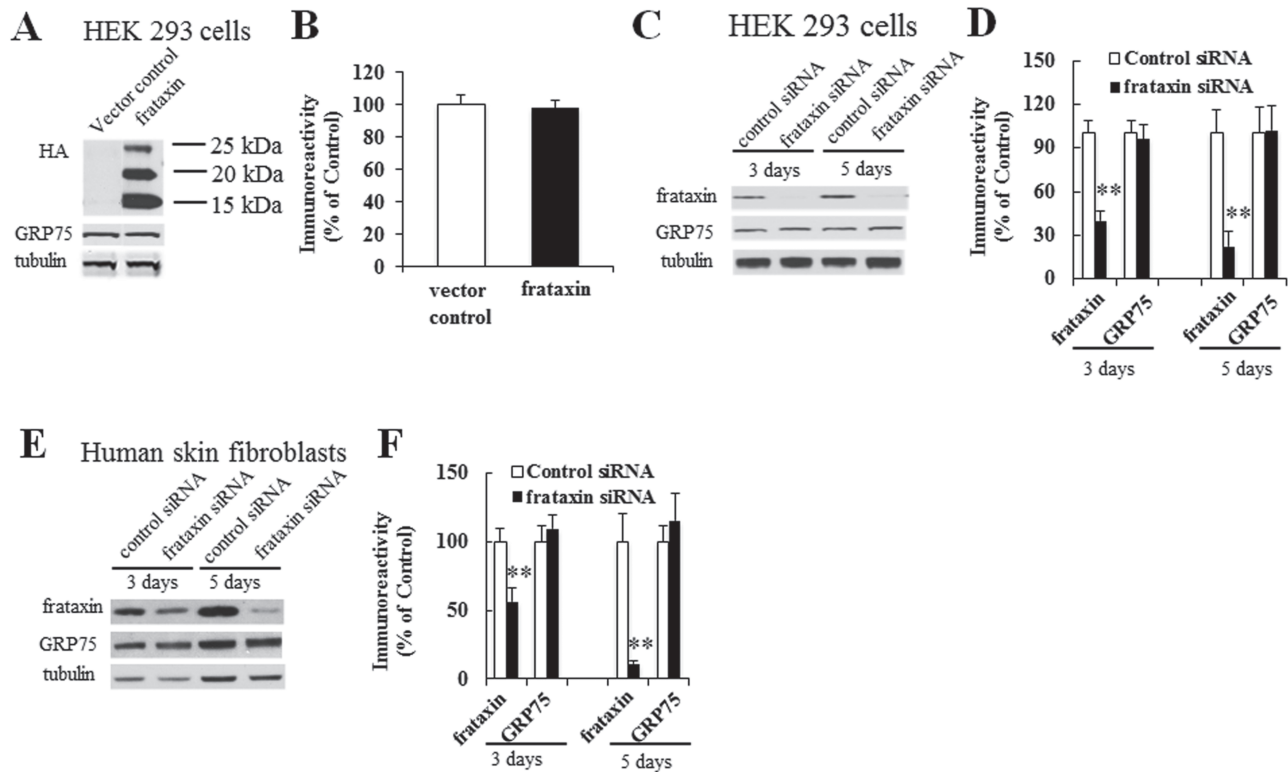 A HEK 293 cells
Vector control
frataxin
HA
25 kDa
20 kDa
15 kDa
GRP75
tubulin
B
Immunoreactivity
(% of Control)
120
100
80
60
40
20
0
vector
control
frataxin
C HEK 293 cells
control siRNA
frataxin siRNA
control siRNA
frataxin siRNA
3 days 5 days
frataxin
GRP75
tubulin
D
Immunoreactivity
(% of Control)
Control siRNA
frataxin siRNA
150
120
90
60
30
0
**
**
frataxin
GRP75
frataxin
GRP75
3 days 5 days
E Human skin fibroblasts
control siRNA
frataxin siRNA
control siRNA
frataxin siRNA
3 days 5 days
frataxin
GRP75
tubulin
F
Immunoreactivity
(% of Control)
Control siRNA
frataxin siRNA
150
100
50
0
**
**
frataxin
GRP75
frataxin
GRP75
3 days 5 days